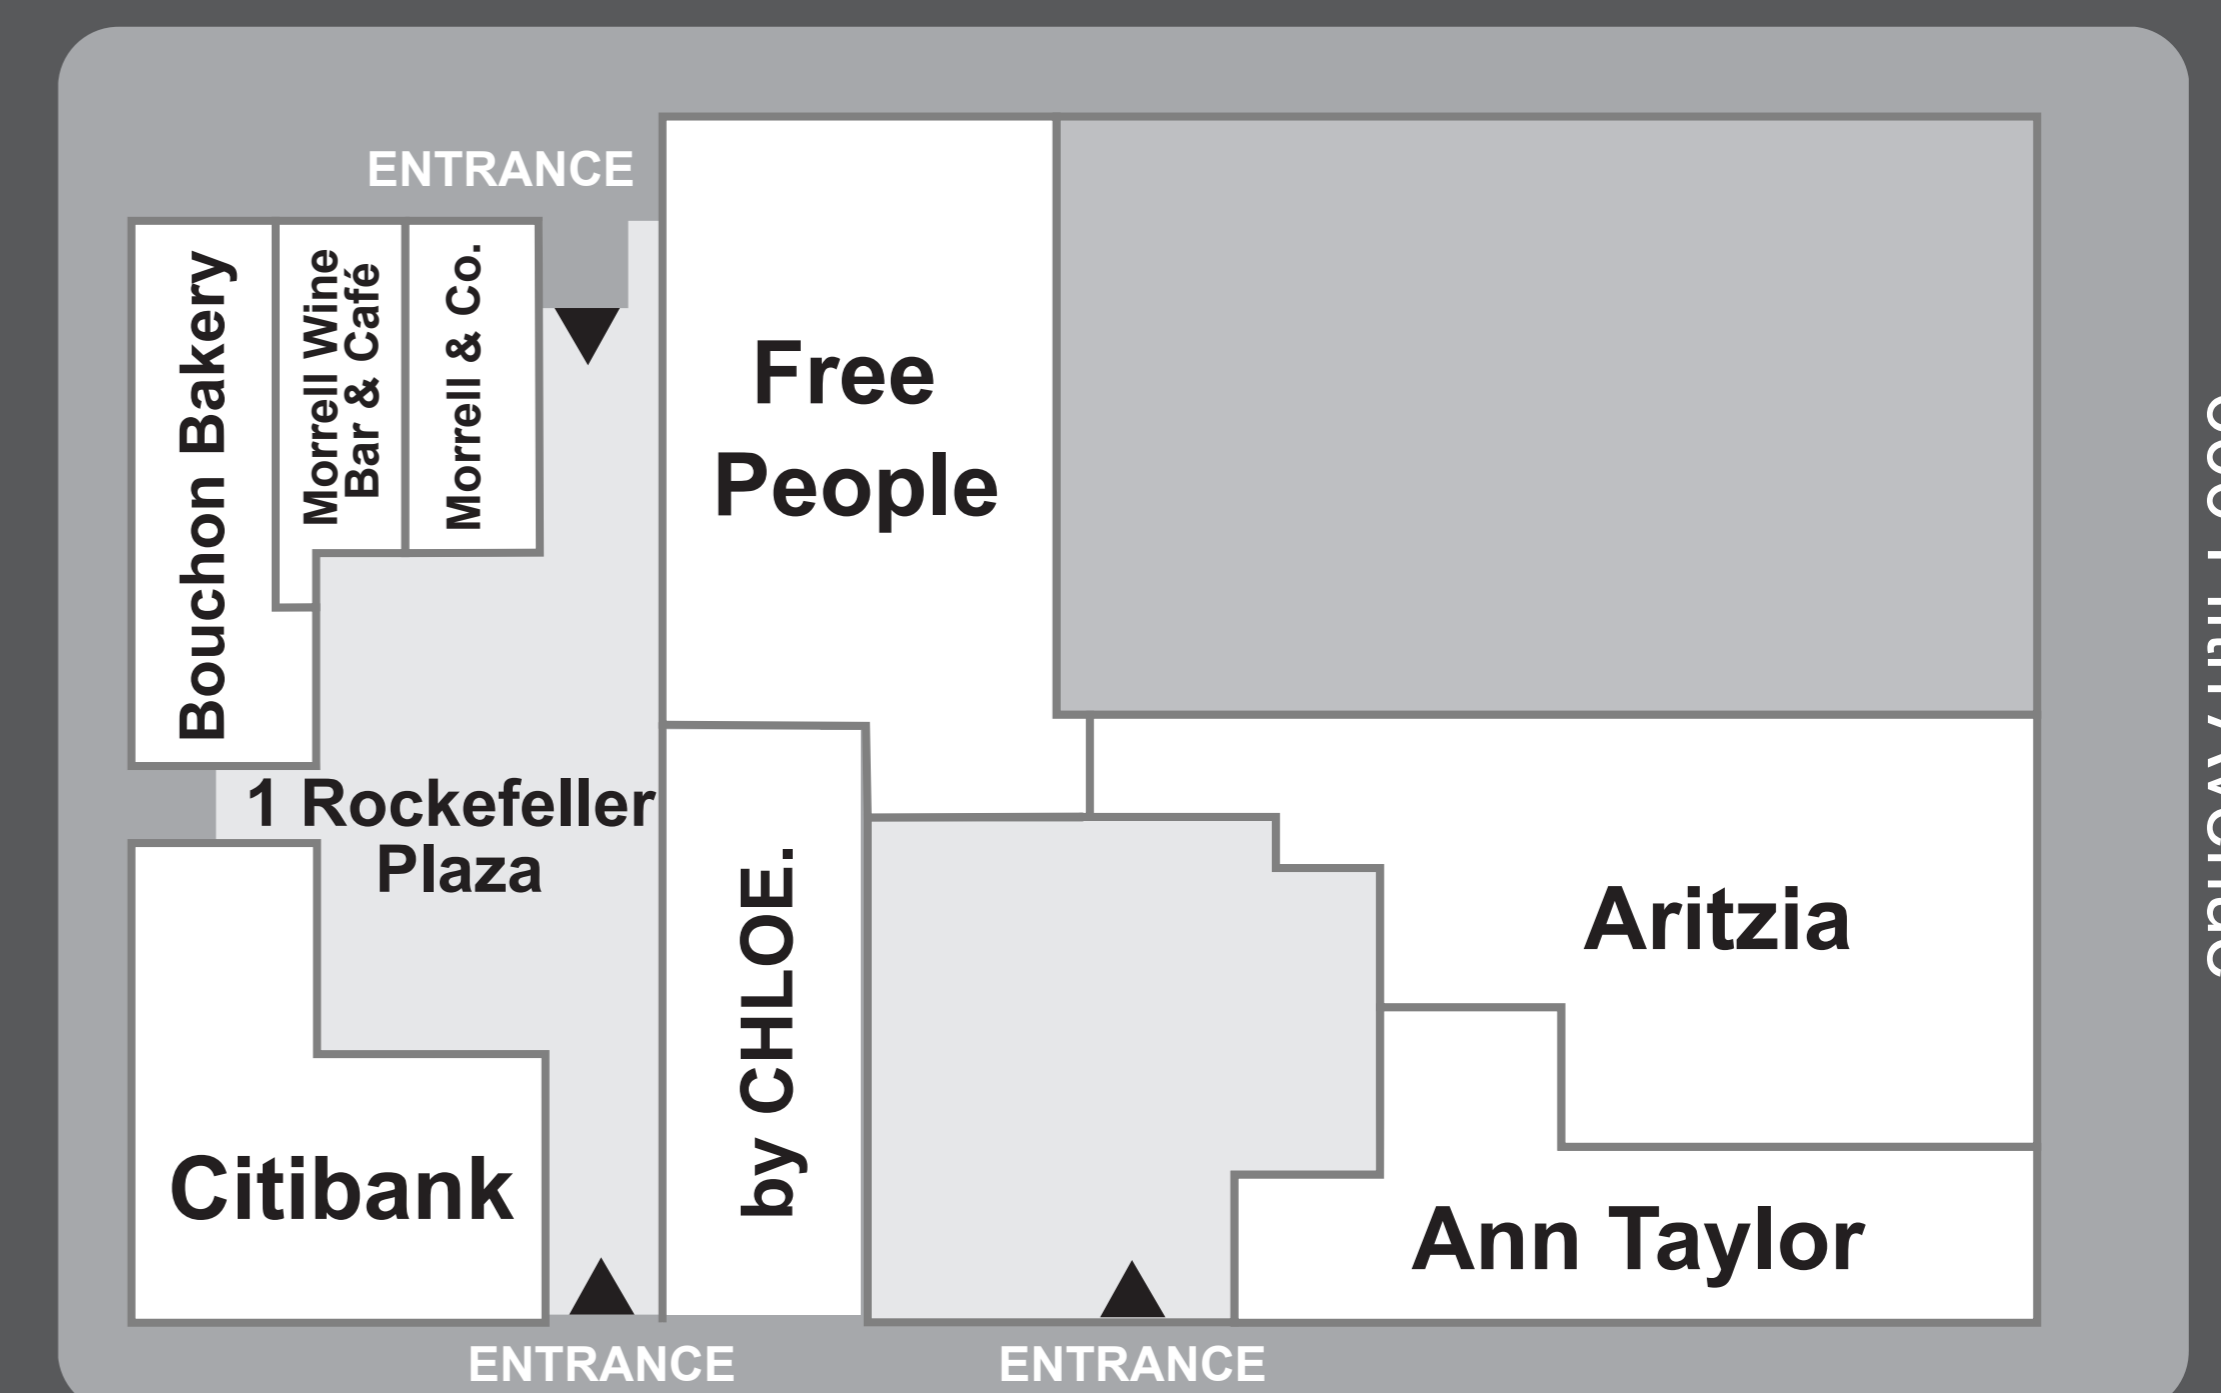 ENTRANCE
Bouchon Bakery
Morrell Wine
Bar & Café
Morrell & Co.
Free
People
1 Rockefeller
Plaza
by CHLOE.
Aritzia
Citibank
Ann Taylor
ENTRANCE
ENTRANCE